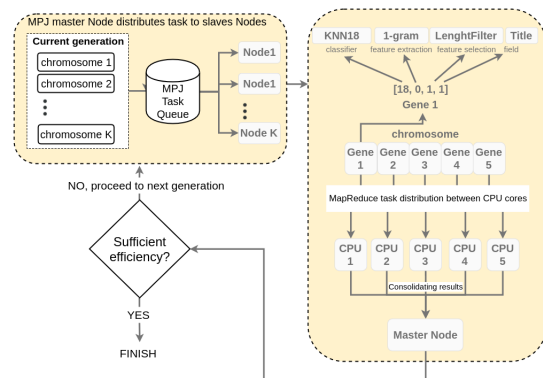 MPJ master Node distributes task to slaves Nodes
Current generation
chromosome 1
chromosome 2
chromosome K
MPJ
Task
Queue
Node1
Node1
Node K
NO, proceed to next generation
Sufficient
efficiency?
YES
FINISH
KNN18 1-gram LenghtFilter Title
classifier feature extraction feature selection field
[18, 0, 1, 1]
Gene 1
chromosome
Gene 1
Gene 2
Gene 3
Gene 4
Gene 5
MapReduce task distribution between CPU cores
CPU 1
CPU 2
CPU 3
CPU 4
CPU 5
Consolidating results
Master Node